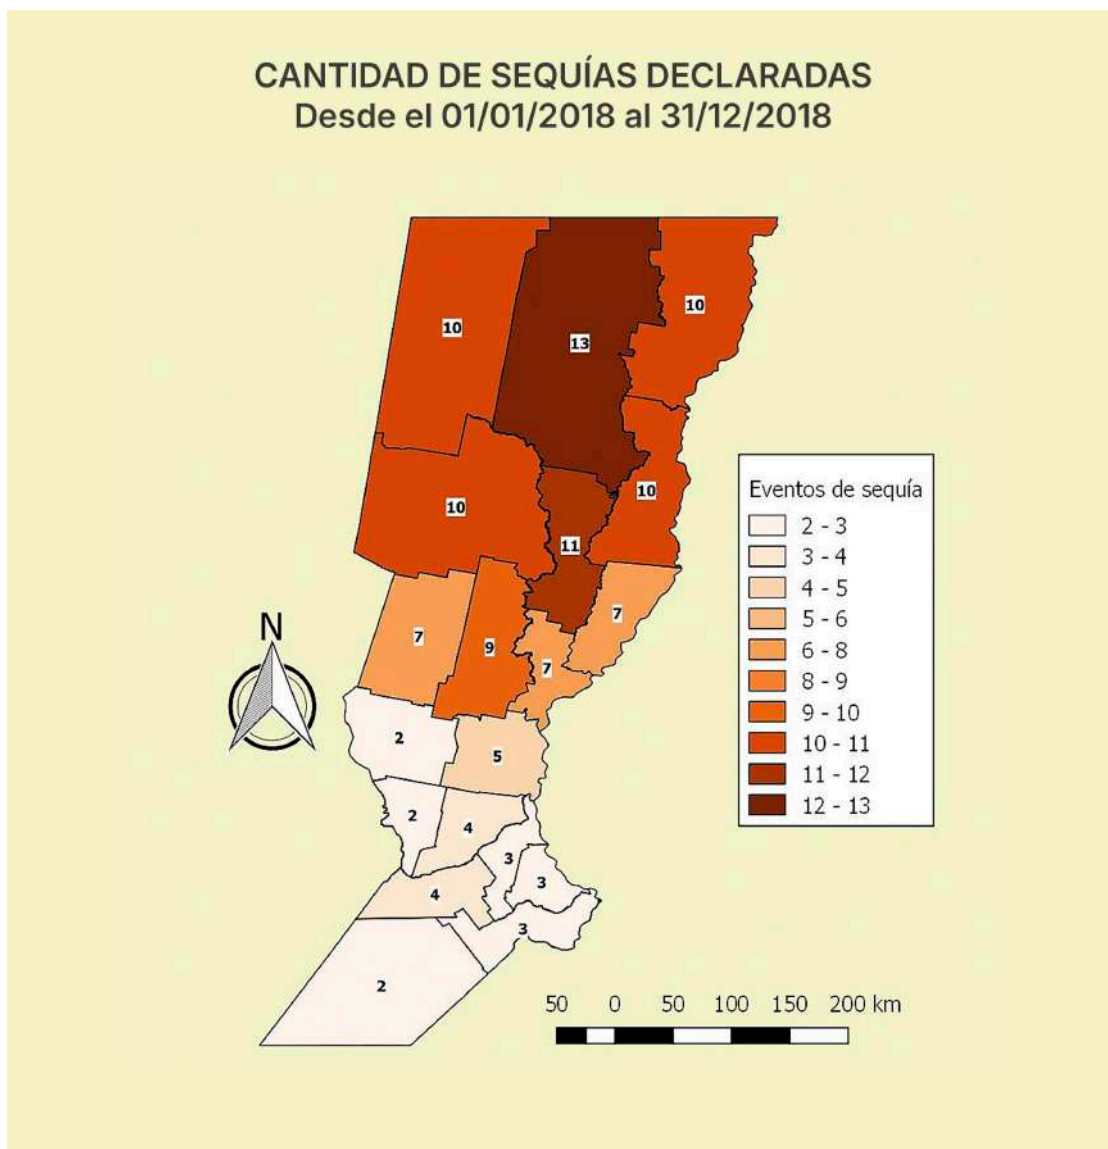 CANTIDAD DE SEQUÍAS DECLARADAS
Desde el 01/01/2018 al 31/12/2018
10
13
10
10
10
11
7
9
7
7
2
5
2
4
3
3
4
3
2
N
Eventos de sequía
2 - 3
3 - 4
4 - 5
5 - 6
6 - 8
8 - 9
9 - 10
10 - 11
11 - 12
12 - 13
50 0 50 100 150 200 km